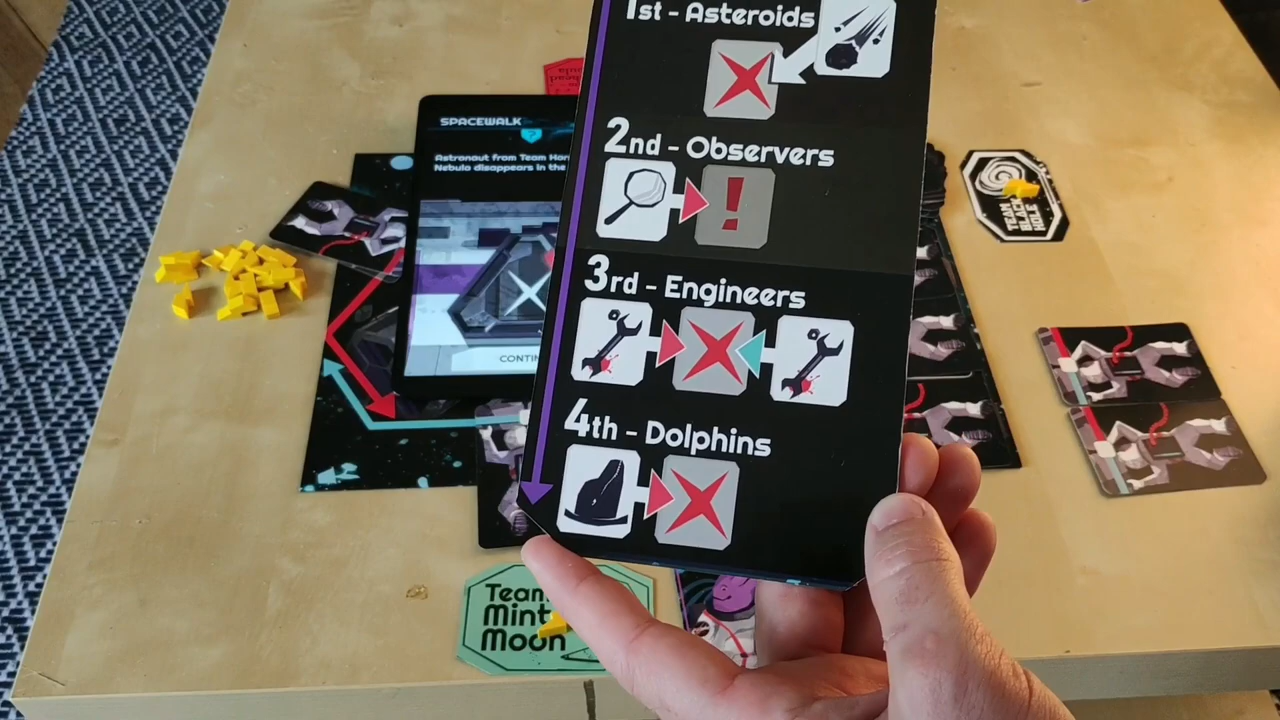 1st - Asteroids
SPACEWALK
Astronaut from Team
Nebula disappears in the
2nd - Observers
!
TEAM
BLACK
HOLE
3rd - Engineers
4th - Dolphins
Team
Mint
Moon